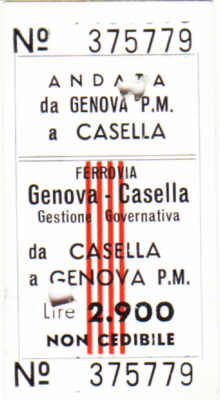 Nº 375779
ANDATA
da GENOVA P.M.
a CASELLA
FERROVIA
Genova - Casella
Gestione Governativa
da CASELLA
a GENOVA P.M.
Lire 2.900
NON CEDIBILE
Nº 375779